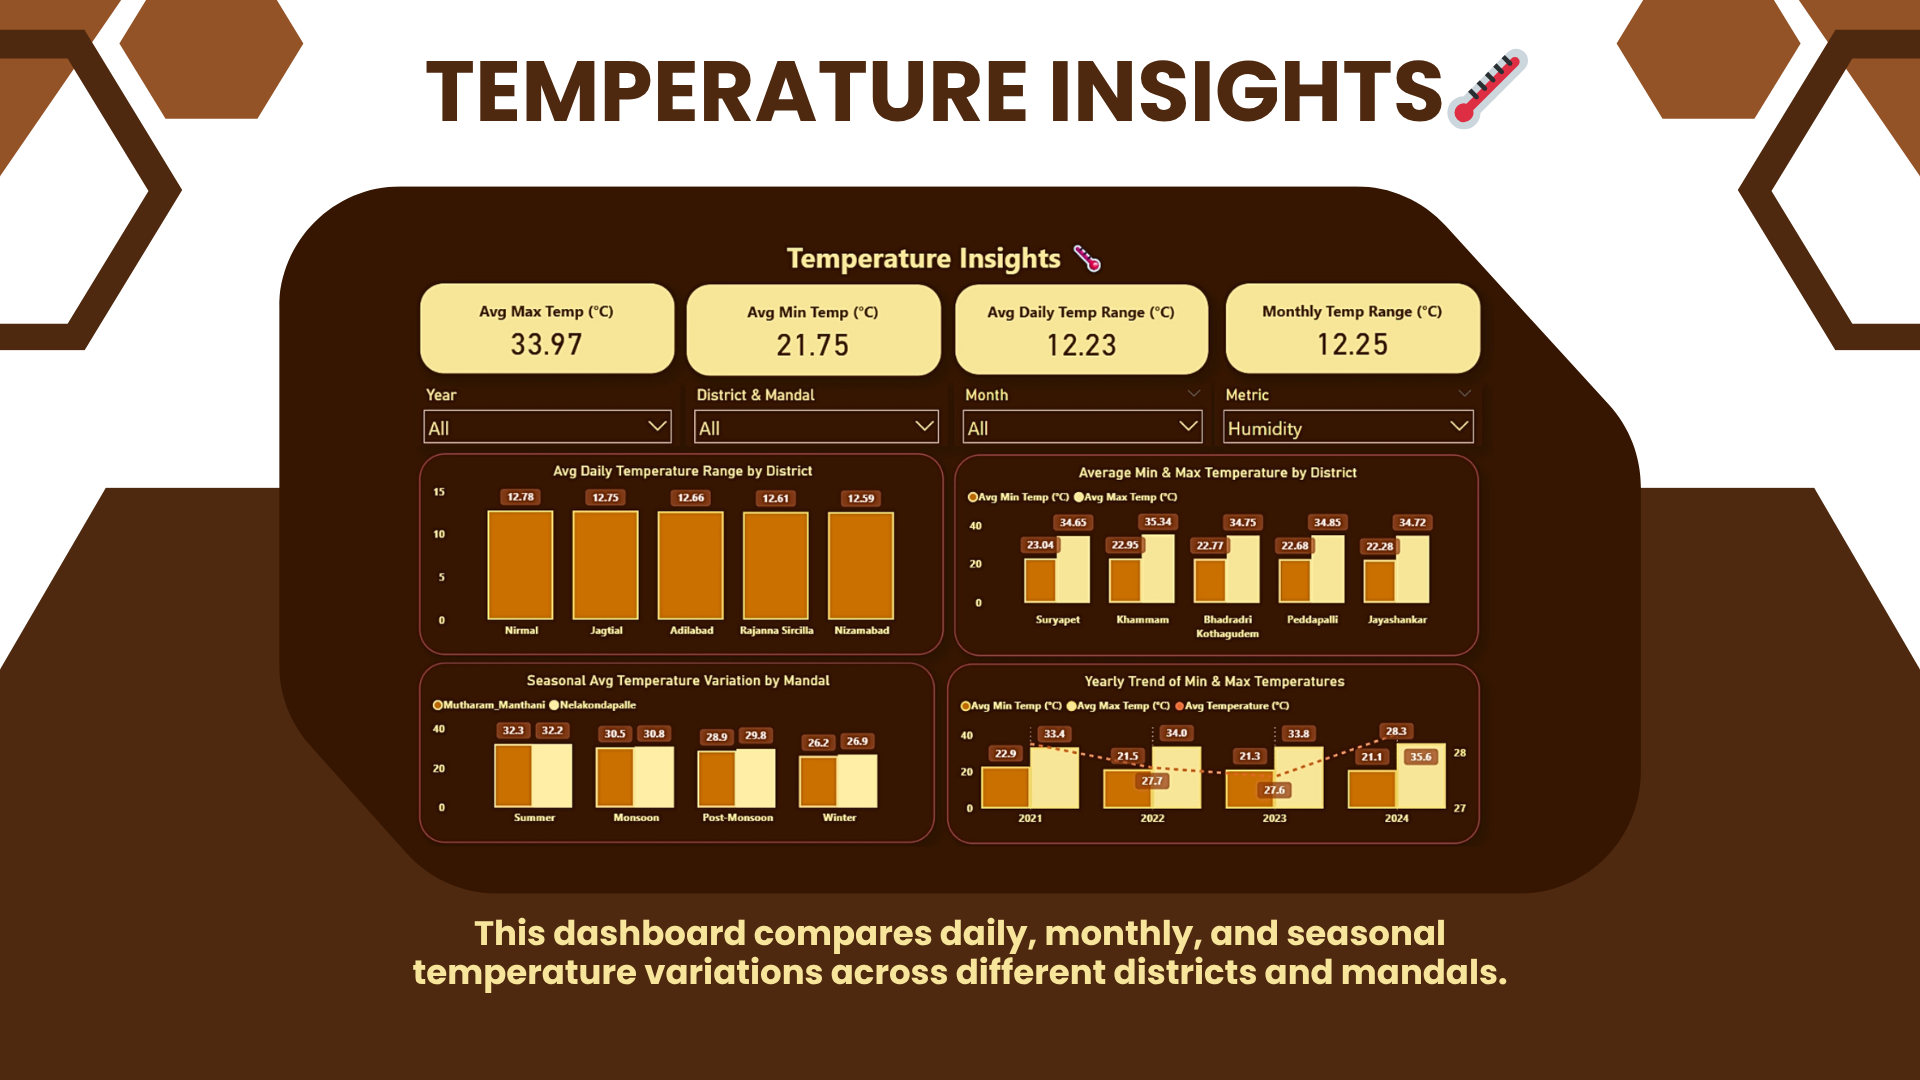 TEMPERATURE INSIGHTS
Temperature Insights
Avg Max Temp (°C)
33.97
Avg Min Temp (°C)
21.75
Avg Daily Temp Range (°C)
12.23
Monthly Temp Range (°C)
12.25
Year
All
District & Mandal
All
Month
All
Metric
Humidity
Avg Daily Temperature Range by District
15
10
5
0
12.78
12.75
12.66
12.61
12.59
Nirmal
Jagtial
Adilabad
Rajanna Sircilla
Nizamabad
Average Min & Max Temperature by District
Avg Min Temp (°C) Avg Max Temp (°C)
40
20
0
23.04 34.65
22.95 35.34
22.77 34.75
22.68 34.85
22.28 34.72
Suryapet
Khammam
Bhadradri
Kothagudem
Peddapalli
Jayashankar
Seasonal Avg Temperature Variation by Mandal
Mutharam_Manthani Nelakondapalle
40
20
0
32.3 32.2
30.5 30.8
28.9 29.8
26.2 26.9
Summer
Monsoon
Post-Monsoon
Winter
Yearly Trend of Min & Max Temperatures
Avg Min Temp (°C) Avg Max Temp (°C) Avg Temperature (°C)
40
20
0
22.9 33.4
21.5 34.0
27.7
21.3 33.8
27.6
28.3
21.1 35.6
28
27
2021
2022
2023
2024
This dashboard compares daily, monthly, and seasonal
temperature variations across different districts and mandals.